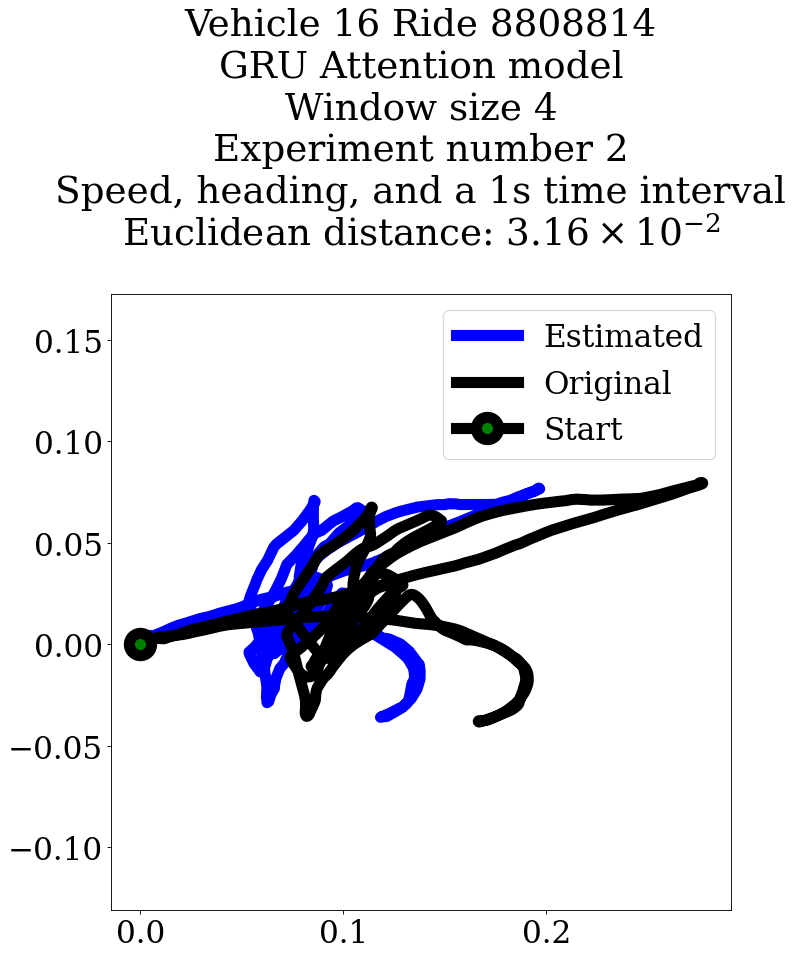 Vehicle 16 Ride 8808814
GRU Attention model
Window size 4
Experiment number 2
Speed, heading, and a 1s time interval
Euclidean distance: 3.16 × 10⁻²
Estimated
Original
Start
0.15
0.10
0.05
0.00
−0.05
−0.10
0.0 0.1 0.2